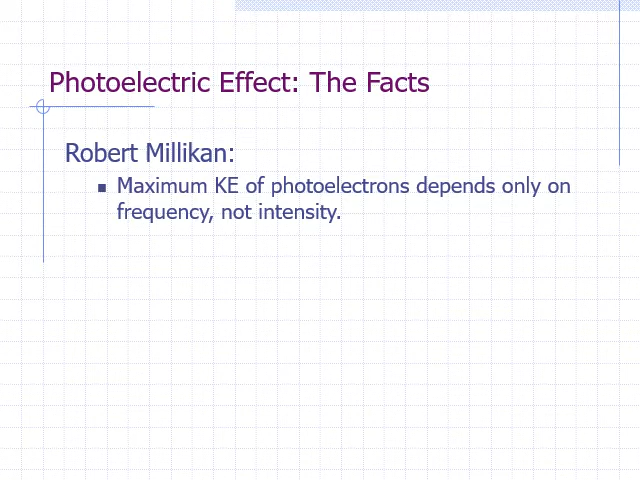 Photoelectric Effect: The Facts
Robert Millikan:
Maximum KE of photoelectrons depends only on
frequency, not intensity.